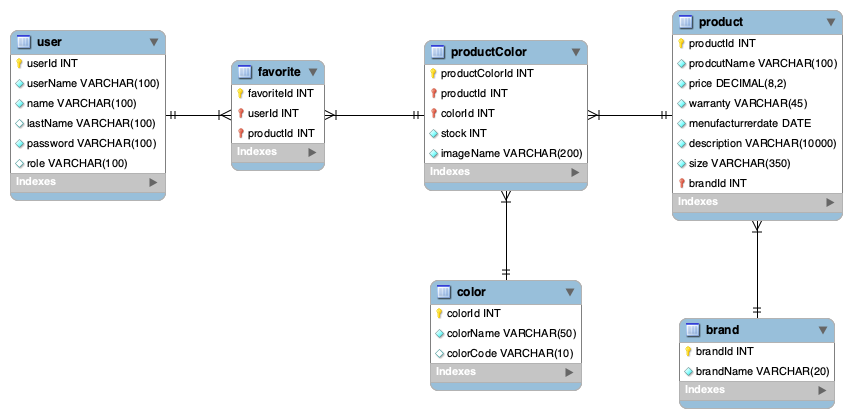 user
userId INT
userName VARCHAR(100)
name VARCHAR(100)
lastName VARCHAR(100)
password VARCHAR(100)
role VARCHAR(100)
Indexes
favorite
favoriteId INT
userId INT
productId INT
Indexes
productColor
productColorId INT
productId INT
colorId INT
stock INT
imageName VARCHAR(200)
Indexes
product
productId INT
prodcutName VARCHAR(100)
price DECIMAL(8,2)
warranty VARCHAR(45)
menufacturrerdate DATE
description VARCHAR(10000)
size VARCHAR(350)
brandId INT
Indexes
color
colorId INT
colorName VARCHAR(50)
colorCode VARCHAR(10)
Indexes
brand
brandId INT
brandName VARCHAR(20)
Indexes